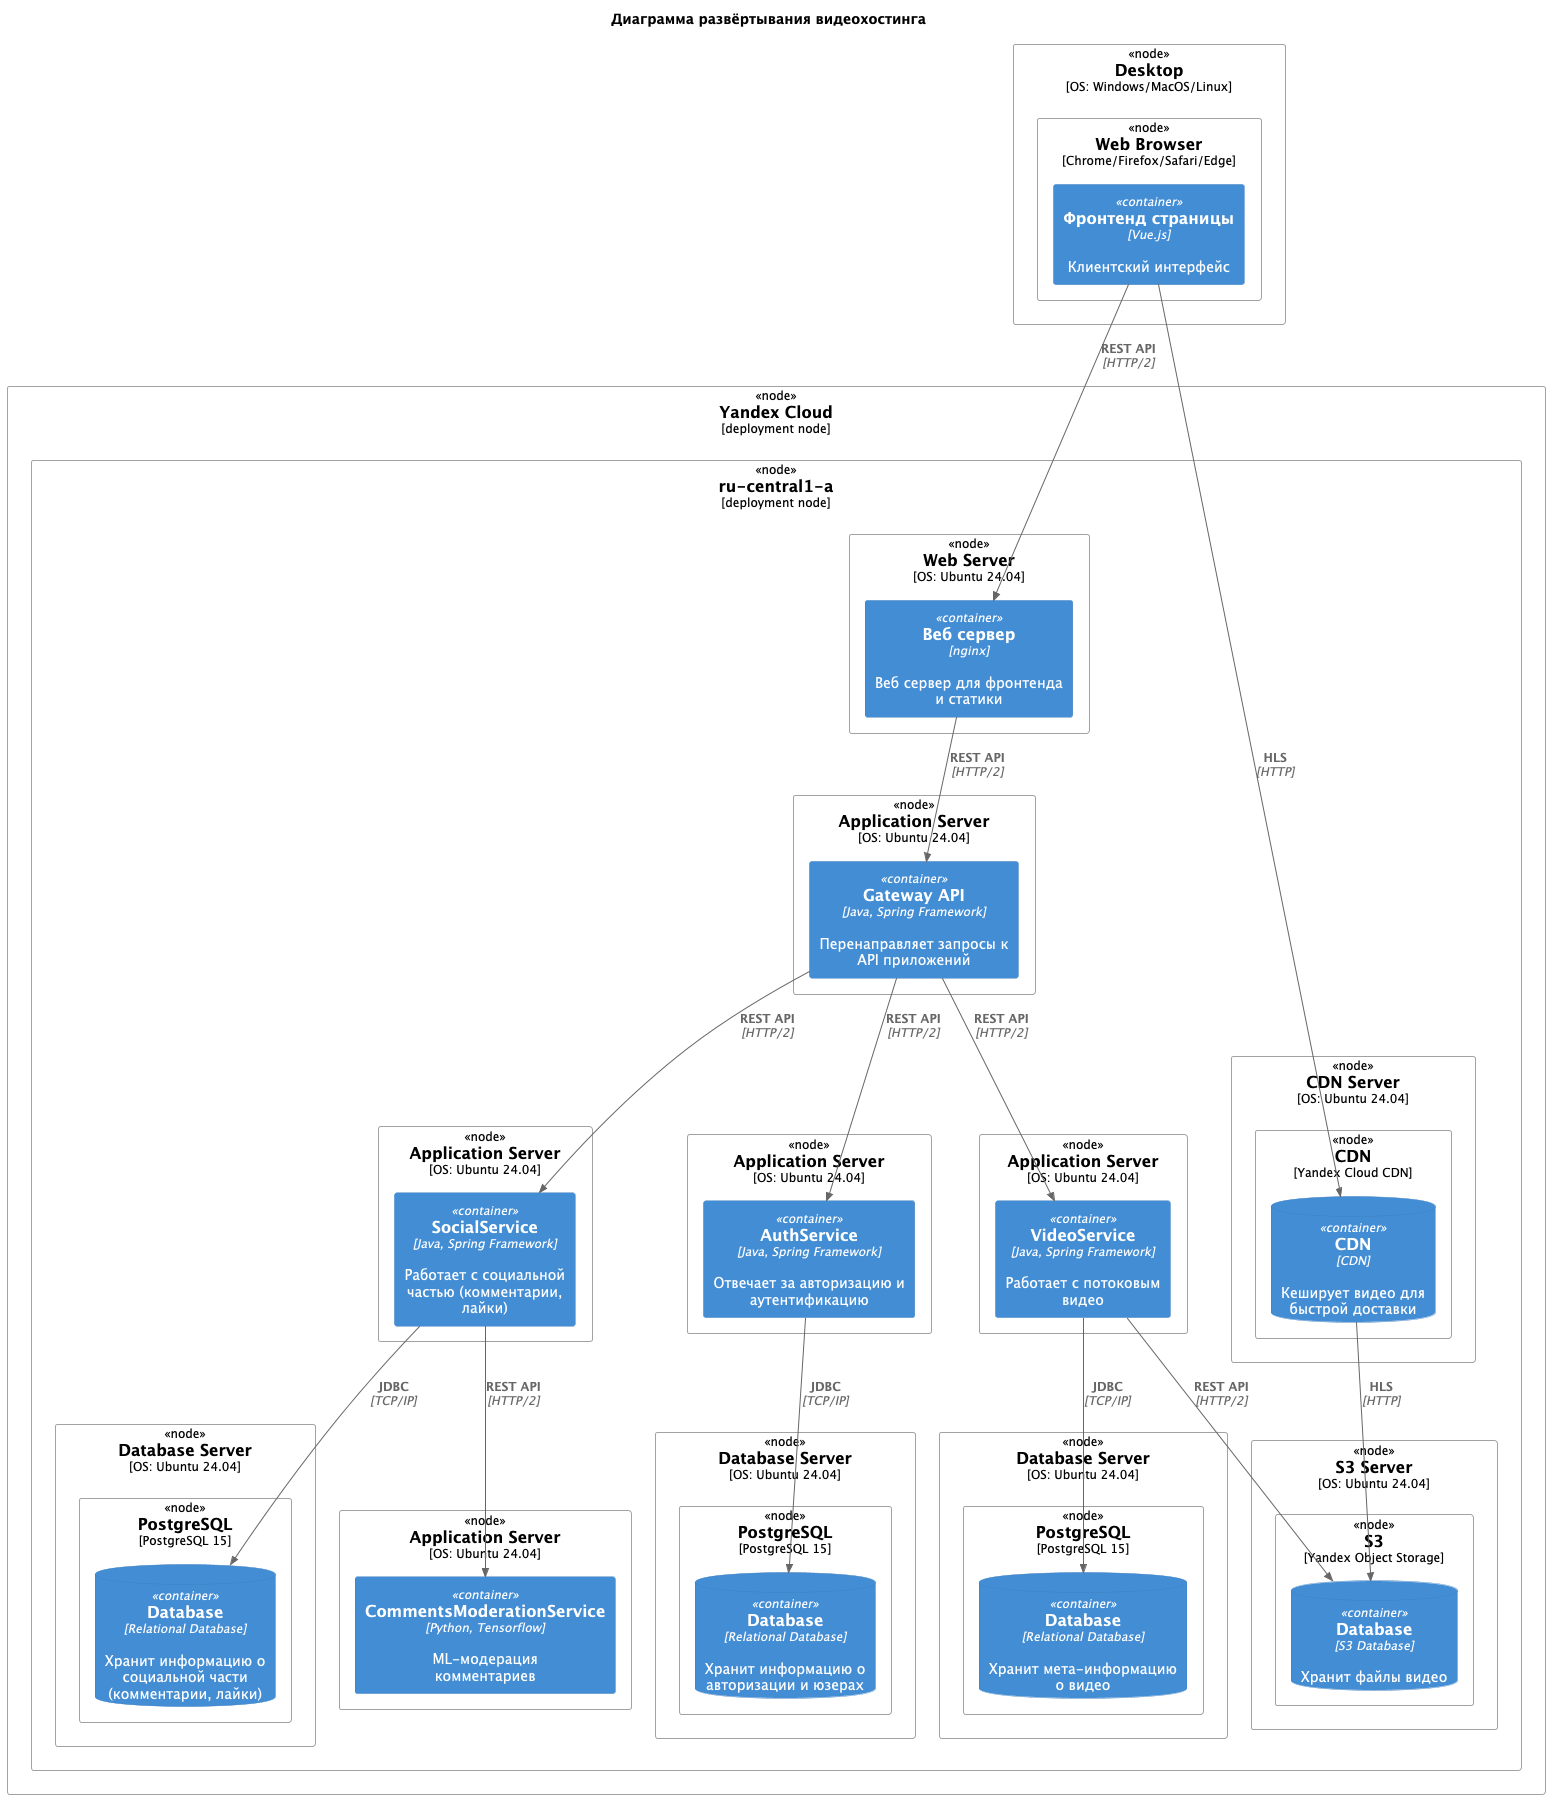 Диаграмма развёртывания видеохостинга
«node»
Desktop
[OS: Windows/MacOS/Linux]
«node»
Web Browser
[Chrome/Firefox/Safari/Edge]
«container»
Фронтенд страницы
[Vue.js]
Клиентский интерфейс
REST API
[HTTP/2]
«node»
Yandex Cloud
[deployment node]
«node»
ru-central1-a
[deployment node]
«node»
Web Server
[OS: Ubuntu 24.04]
«container»
Веб сервер
[nginx]
Веб сервер для фронтенда
и статики
REST API
[HTTP/2]
HLS
[HTTP]
«node»
Application Server
[OS: Ubuntu 24.04]
«container»
Gateway API
[Java, Spring Framework]
Перенаправляет запросы к
API приложений
REST API
[HTTP/2]
REST API
[HTTP/2]
REST API
[HTTP/2]
«node»
Application Server
[OS: Ubuntu 24.04]
«container»
SocialService
[Java, Spring Framework]
Работает с социальной
частью (комментарии,
лайки)
«node»
Application Server
[OS: Ubuntu 24.04]
«container»
AuthService
[Java, Spring Framework]
Отвечает за авторизацию и
аутентификацию
«node»
Application Server
[OS: Ubuntu 24.04]
«container»
VideoService
[Java, Spring Framework]
Работает с потоковым
видео
«node»
CDN Server
[OS: Ubuntu 24.04]
«node»
CDN
[Yandex Cloud CDN]
«container»
CDN
[CDN]
Кеширует видео для
быстрой доставки
JDBC
[TCP/IP]
REST API
[HTTP/2]
JDBC
[TCP/IP]
JDBC
[TCP/IP]
REST API
[HTTP/2]
HLS
[HTTP]
«node»
Database Server
[OS: Ubuntu 24.04]
«node»
PostgreSQL
[PostgreSQL 15]
«container»
Database
[Relational Database]
Хранит информацию о
социальной части
(комментарии, лайки)
«node»
Application Server
[OS: Ubuntu 24.04]
«container»
CommentsModerationService
[Python, Tensorflow]
ML-модерация
комментариев
«node»
Database Server
[OS: Ubuntu 24.04]
«node»
PostgreSQL
[PostgreSQL 15]
«container»
Database
[Relational Database]
Хранит информацию о
авторизации и юзерах
«node»
Database Server
[OS: Ubuntu 24.04]
«node»
PostgreSQL
[PostgreSQL 15]
«container»
Database
[Relational Database]
Хранит мета-информацию
о видео
«node»
S3 Server
[OS: Ubuntu 24.04]
«node»
S3
[Yandex Object Storage]
«container»
Database
[S3 Database]
Хранит файлы видео